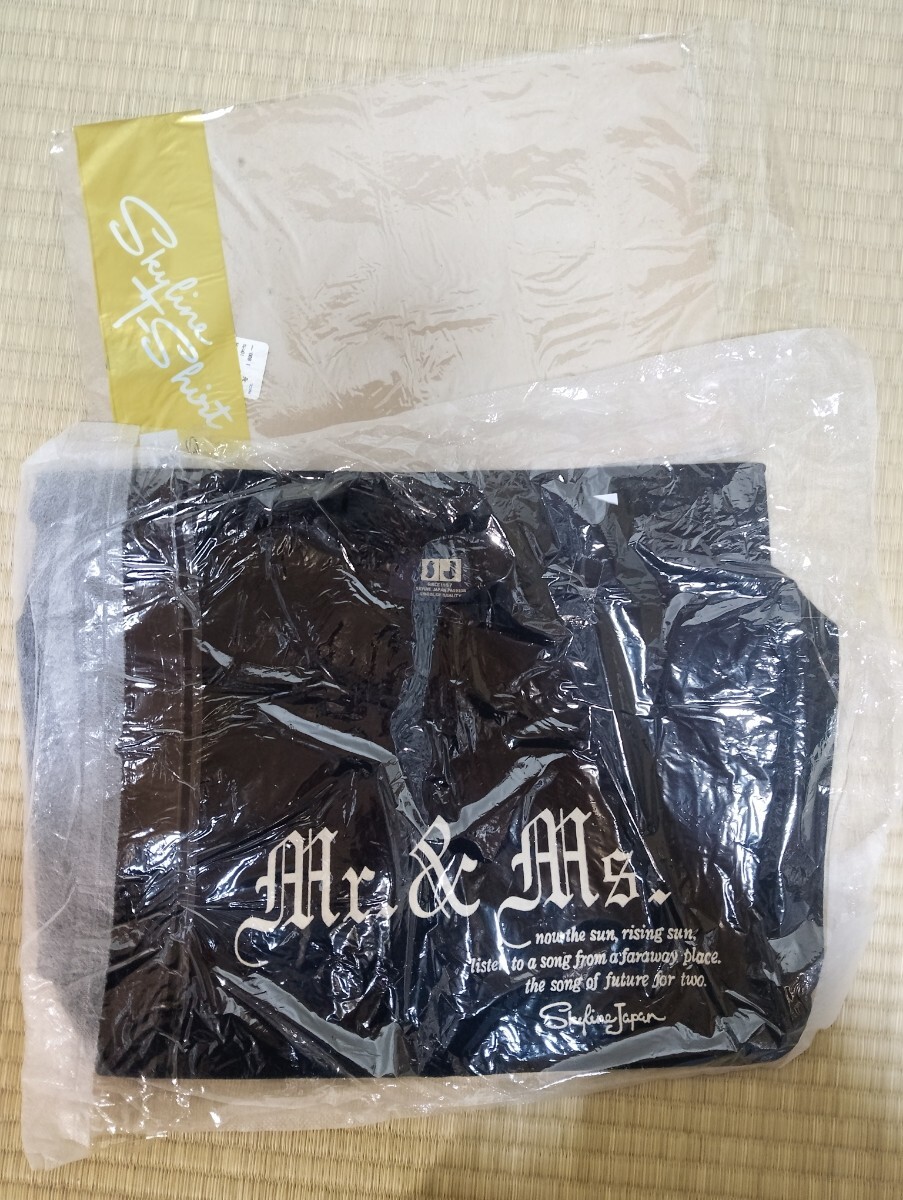 Skyline
T-Shirt
SJ
Mr. & Ms.
now the sun, rising sun,
listen to a song from a faraway place.
the song of future for two.
Skyline Japan